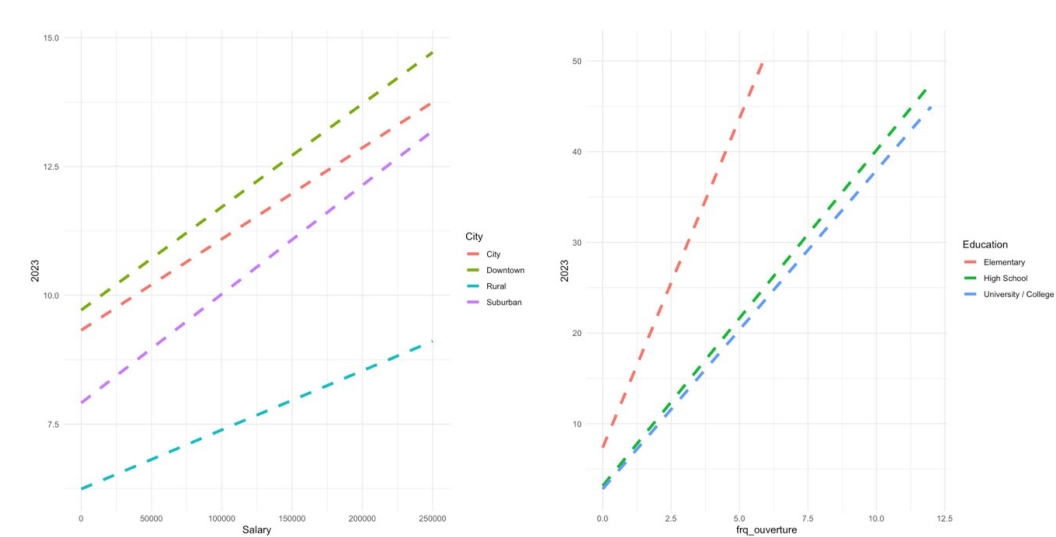 15.0
12.5
10.0
7.5
2023
0 50000 100000 150000 200000 250000
Salary
City
City
Downtown
Rural
Suburban
50
40
30
20
10
2023
0.0 2.5 5.0 7.5 10.0 12.5
frq_ouverture
Education
Elementary
High School
University / College